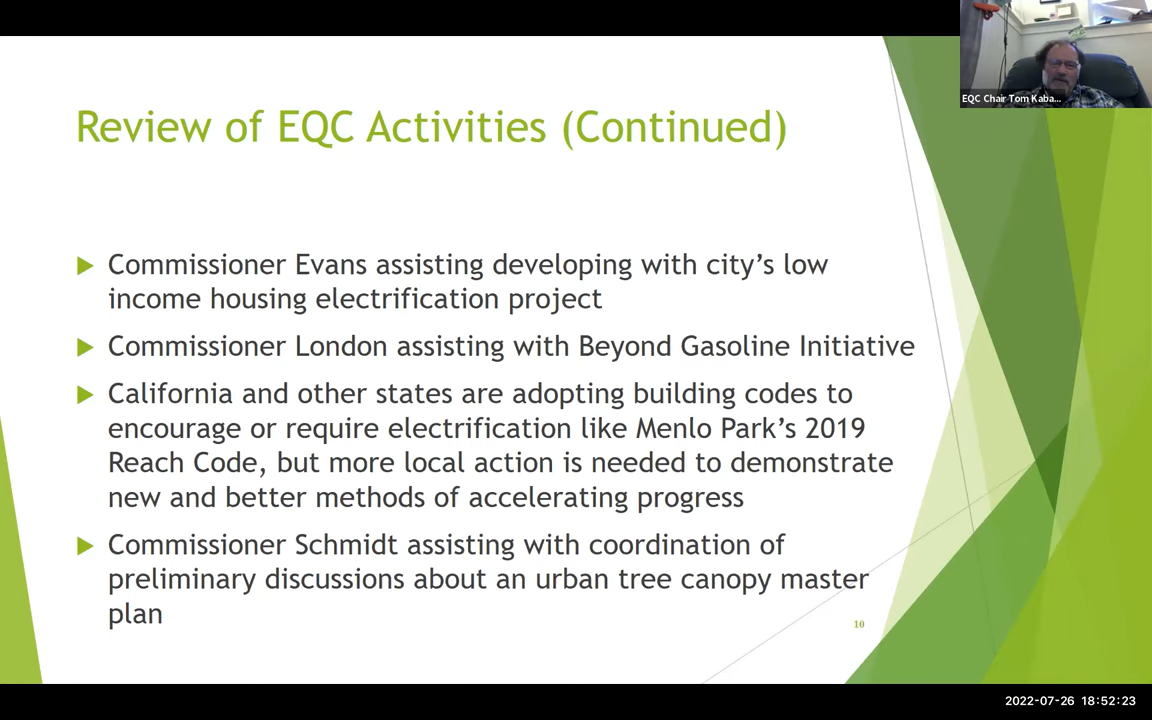 EQC Chair Tom Kaba...
Review of EQC Activities (Continued)
Commissioner Evans assisting developing with city’s low
income housing electrification project
Commissioner London assisting with Beyond Gasoline Initiative
California and other states are adopting building codes to
encourage or require electrification like Menlo Park’s 2019
Reach Code, but more local action is needed to demonstrate
new and better methods of accelerating progress
Commissioner Schmidt assisting with coordination of
preliminary discussions about an urban tree canopy master
plan
10
2022-07-26 18:52:23